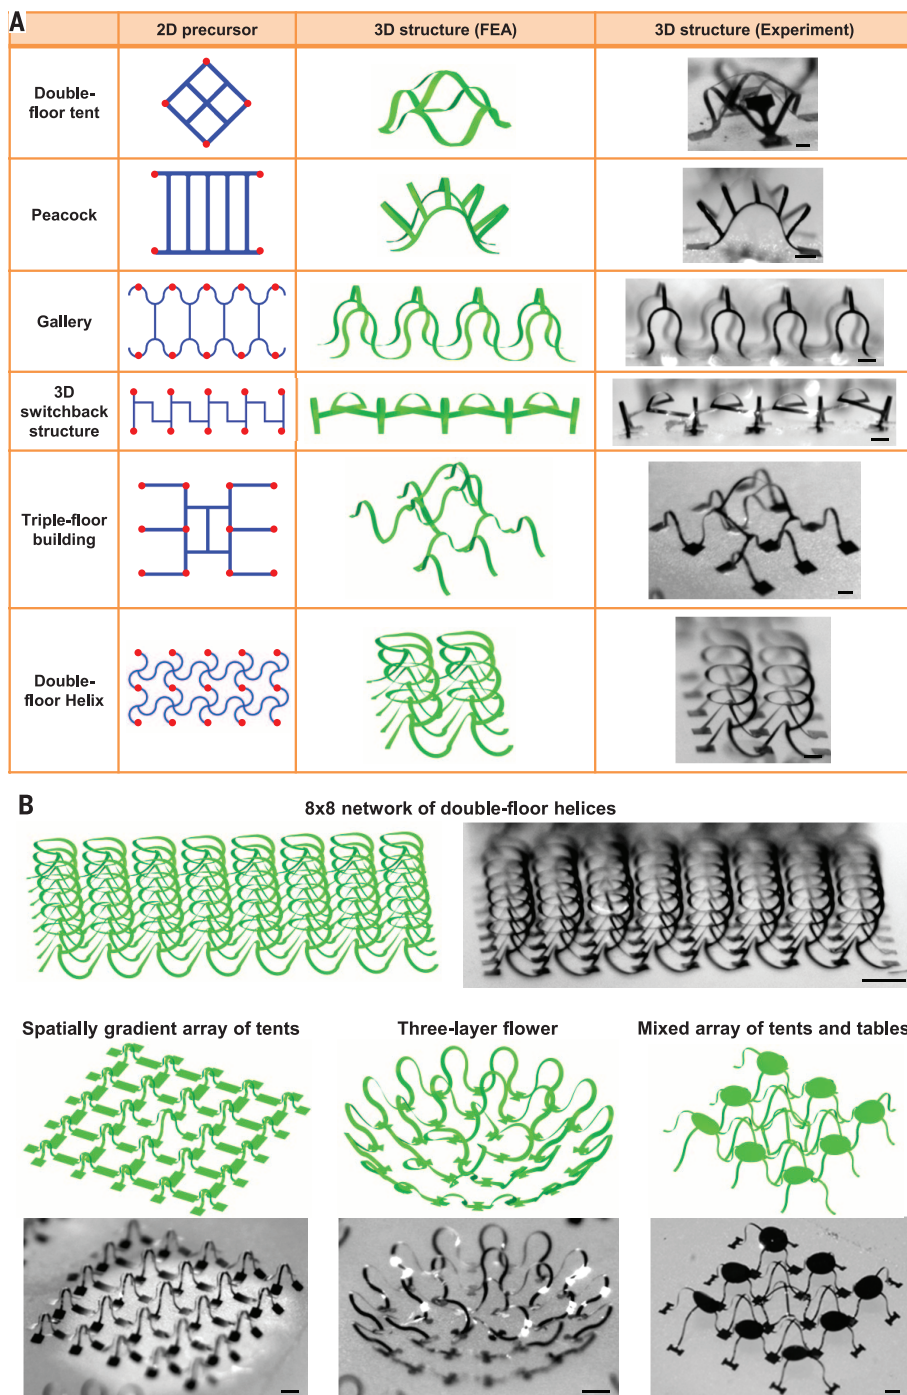 A
2D precursor
3D structure (FEA)
3D structure (Experiment)
Double-
floor tent
Peacock
Gallery
3D
switchback
structure
Triple-floor
building
Double-
floor Helix
B
8x8 network of double-floor helices
Spatially gradient array of tents
Three-layer flower
Mixed array of tents and tables